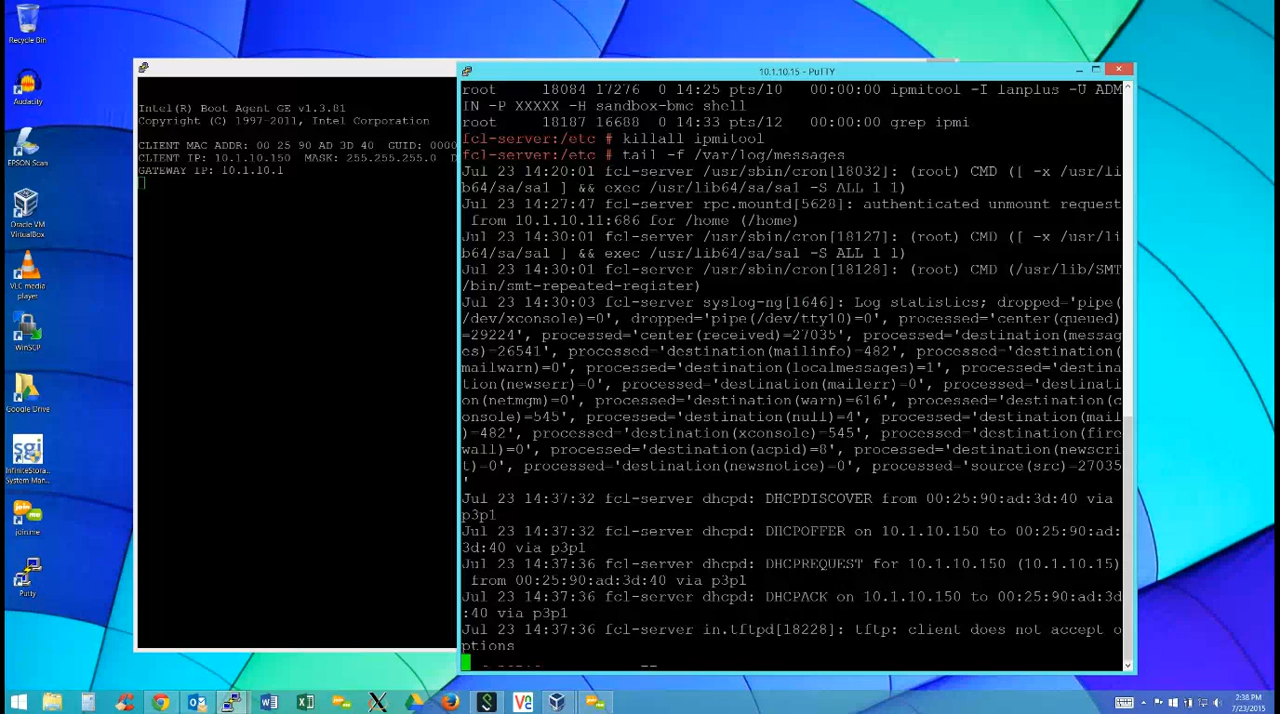 Recycle Bin
Audacity
EPSON Scan
Oracle VM
VirtualBox
VLC media
player
WinSCP
Google Drive
sgi
InfiniteStora...
System Man...
join.me
Putty
Intel(R) Boot Agent GE v1.3.81
Copyright (C) 1997-2011, Intel Corporation
CLIENT MAC ADDR: 00 25 90 AD 3D 40  GUID: 0000
CLIENT IP: 10.1.10.150  MASK: 255.255.255.0  D
GATEWAY IP: 10.1.10.1
10.1.10.15 - PuTTY
root     18084 17276  0 14:25 pts/10   00:00:00 ipmitool -I lanplus -U ADM
IN -P XXXXX -H sandbox-bmc shell
root     18187 16688  0 14:33 pts/12   00:00:00 grep ipmi
fcl-server:/etc # killall ipmitool
fcl-server:/etc # tail -f /var/log/messages
Jul 23 14:20:01 fcl-server /usr/sbin/cron[18032]: (root) CMD ([ -x /usr/li
b64/sa/sa1 ] && exec /usr/lib64/sa/sa1 -S ALL 1 1)
Jul 23 14:27:47 fcl-server rpc.mountd[5628]: authenticated unmount request
from 10.1.10.11:686 for /home (/home)
Jul 23 14:30:01 fcl-server /usr/sbin/cron[18127]: (root) CMD ([ -x /usr/li
b64/sa/sa1 ] && exec /usr/lib64/sa/sa1 -S ALL 1 1)
Jul 23 14:30:01 fcl-server /usr/sbin/cron[18128]: (root) CMD (/usr/lib/SMT
/bin/smt-repeated-register)
Jul 23 14:30:03 fcl-server syslog-ng[1646]: Log statistics; dropped='pipe(
/dev/xconsole)=0', dropped='pipe(/dev/tty10)=0', processed='center(queued)
=29224', processed='center(received)=27035', processed='destination(messag
es)=26541', processed='destination(mailinfo)=482', processed='destination(
mailwarn)=0', processed='destination(localmessages)=1', processed='destina
tion(newserr)=0', processed='destination(mailerr)=0', processed='destinati
on(netmgm)=0', processed='destination(warn)=616', processed='destination(c
onsole)=545', processed='destination(null)=4', processed='destination(mail
)=482', processed='destination(xconsole)=545', processed='destination(fire
wall)=0', processed='destination(acpid)=8', processed='destination(newscri
t)=0', processed='destination(newsnotice)=0', processed='source(src)=27035
'
Jul 23 14:37:32 fcl-server dhcpd: DHCPDISCOVER from 00:25:90:ad:3d:40 via
p3p1
Jul 23 14:37:32 fcl-server dhcpd: DHCPOFFER on 10.1.10.150 to 00:25:90:ad:
3d:40 via p3p1
Jul 23 14:37:36 fcl-server dhcpd: DHCPREQUEST for 10.1.10.150 (10.1.10.15)
from 00:25:90:ad:3d:40 via p3p1
Jul 23 14:37:36 fcl-server dhcpd: DHCPACK on 10.1.10.150 to 00:25:90:ad:3d
:40 via p3p1
Jul 23 14:37:36 fcl-server in.tftpd[18228]: tftp: client does not accept o
ptions
2:38 PM
7/23/2015